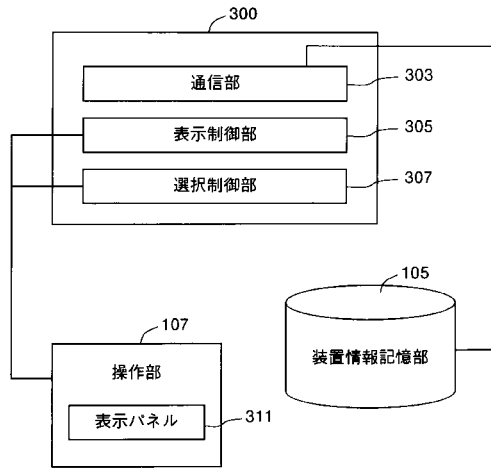 300
通信部
303
表示制御部
305
選択制御部
307
105
107
装置情報記憶部
操作部
表示パネル
311